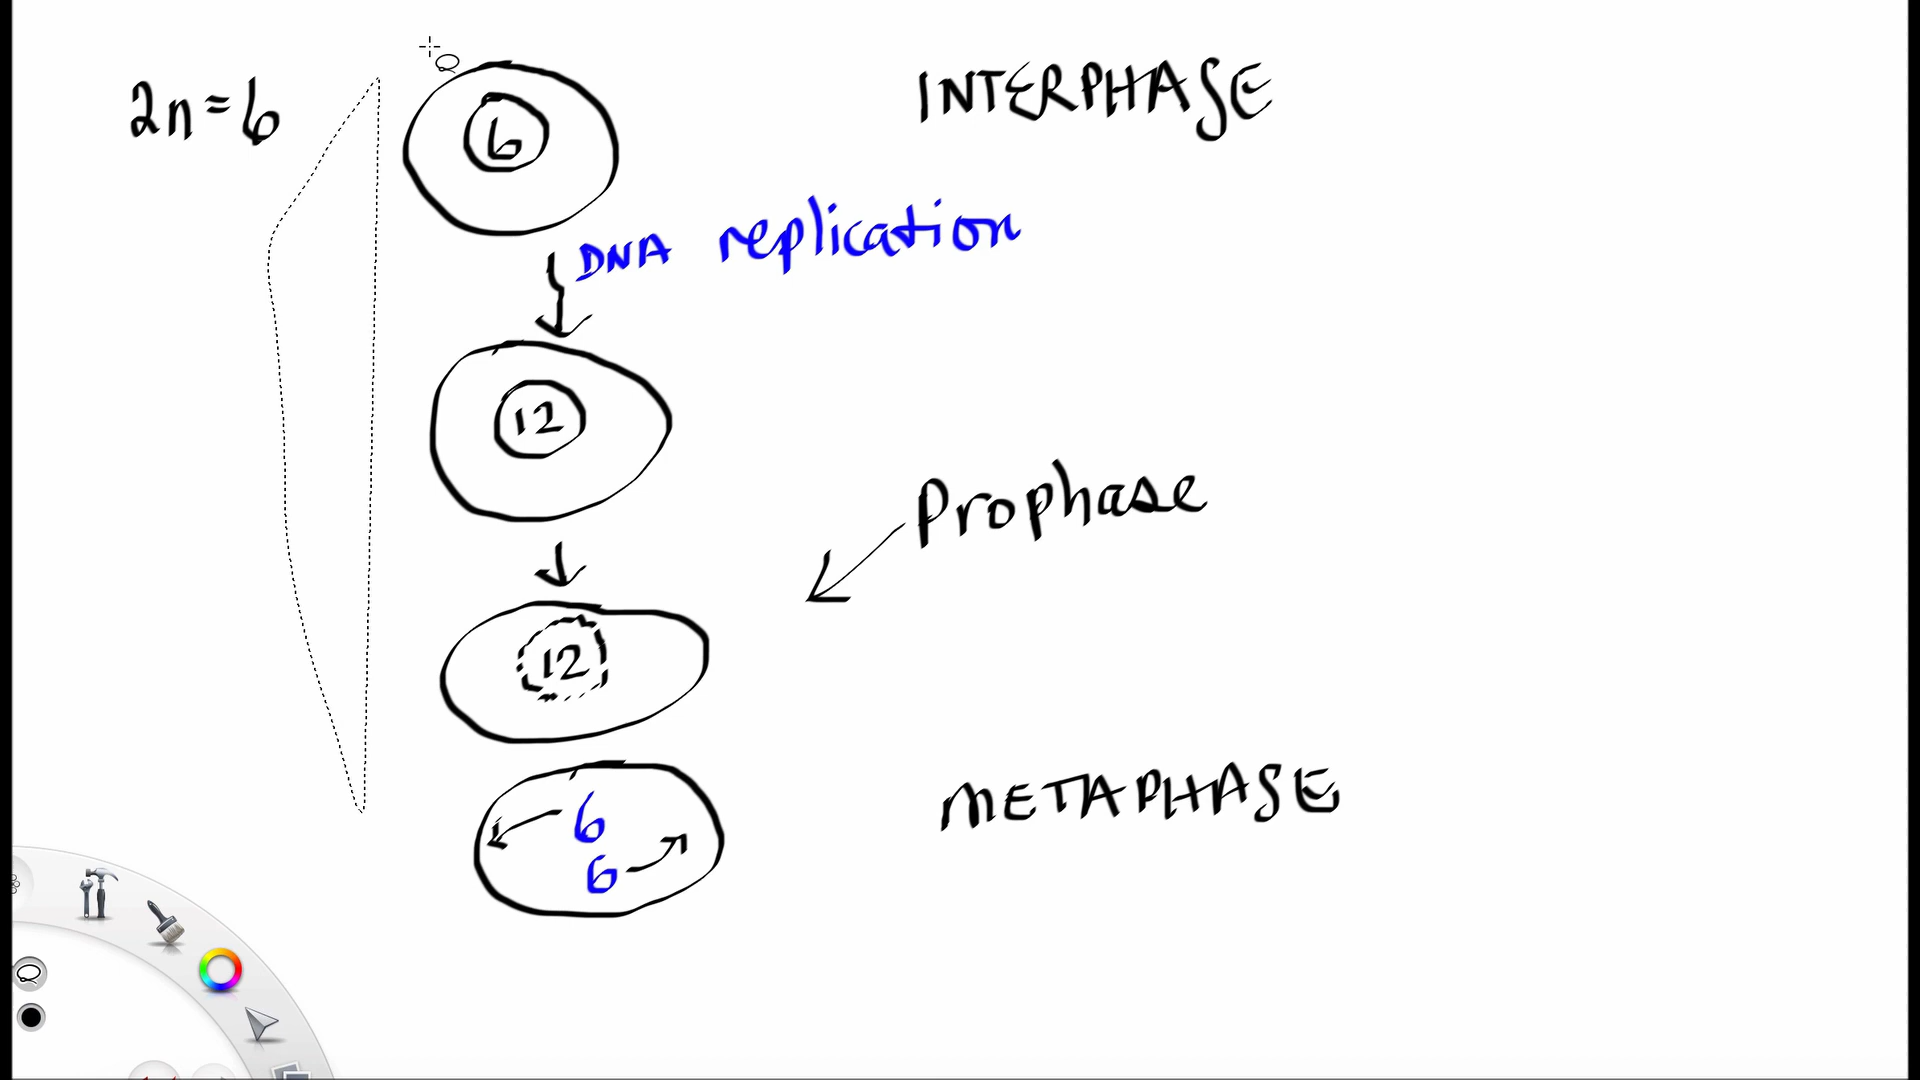 2n=6
6
INTERPHASE
DNA replication
12
Prophase
12
METAPHASE
6
6